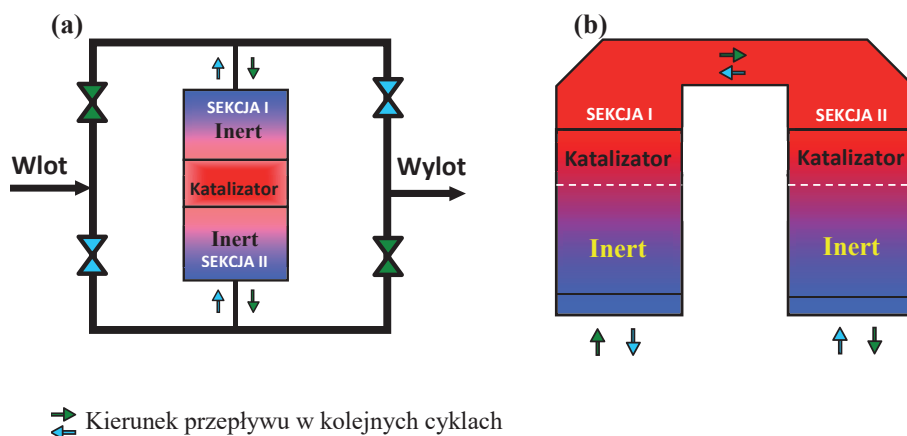 (a)
SEKCJA I
Inert
Wlot
Katalizator
Wylot
Inert
SEKCJA II
(b)
SEKCJA I
SEKCJA II
Katalizator
Katalizator
Inert
Inert
Kierunek przepływu w kolejnych cyklach